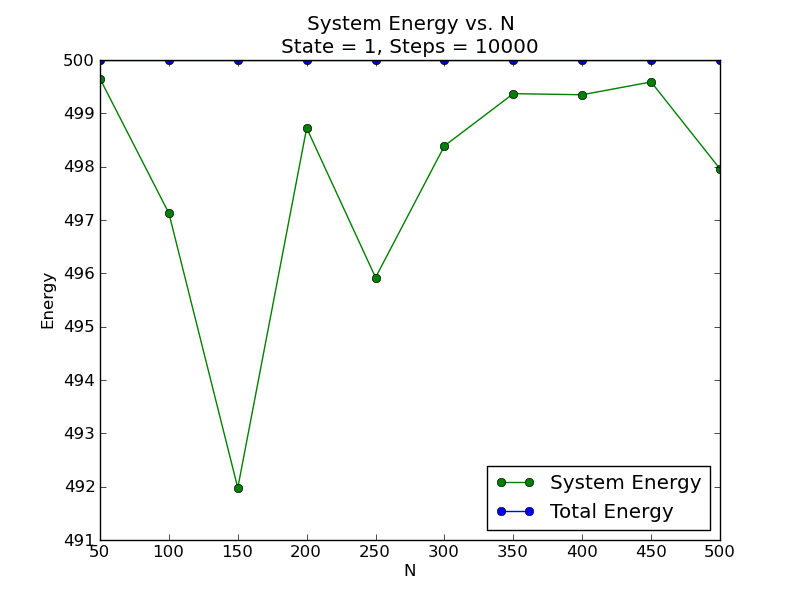 System Energy vs. N
State = 1, Steps = 10000
500
499
498
497
496
495
494
493
492
491
Energy
System Energy
Total Energy
50 100 150 200 250 300 350 400 450 500
N